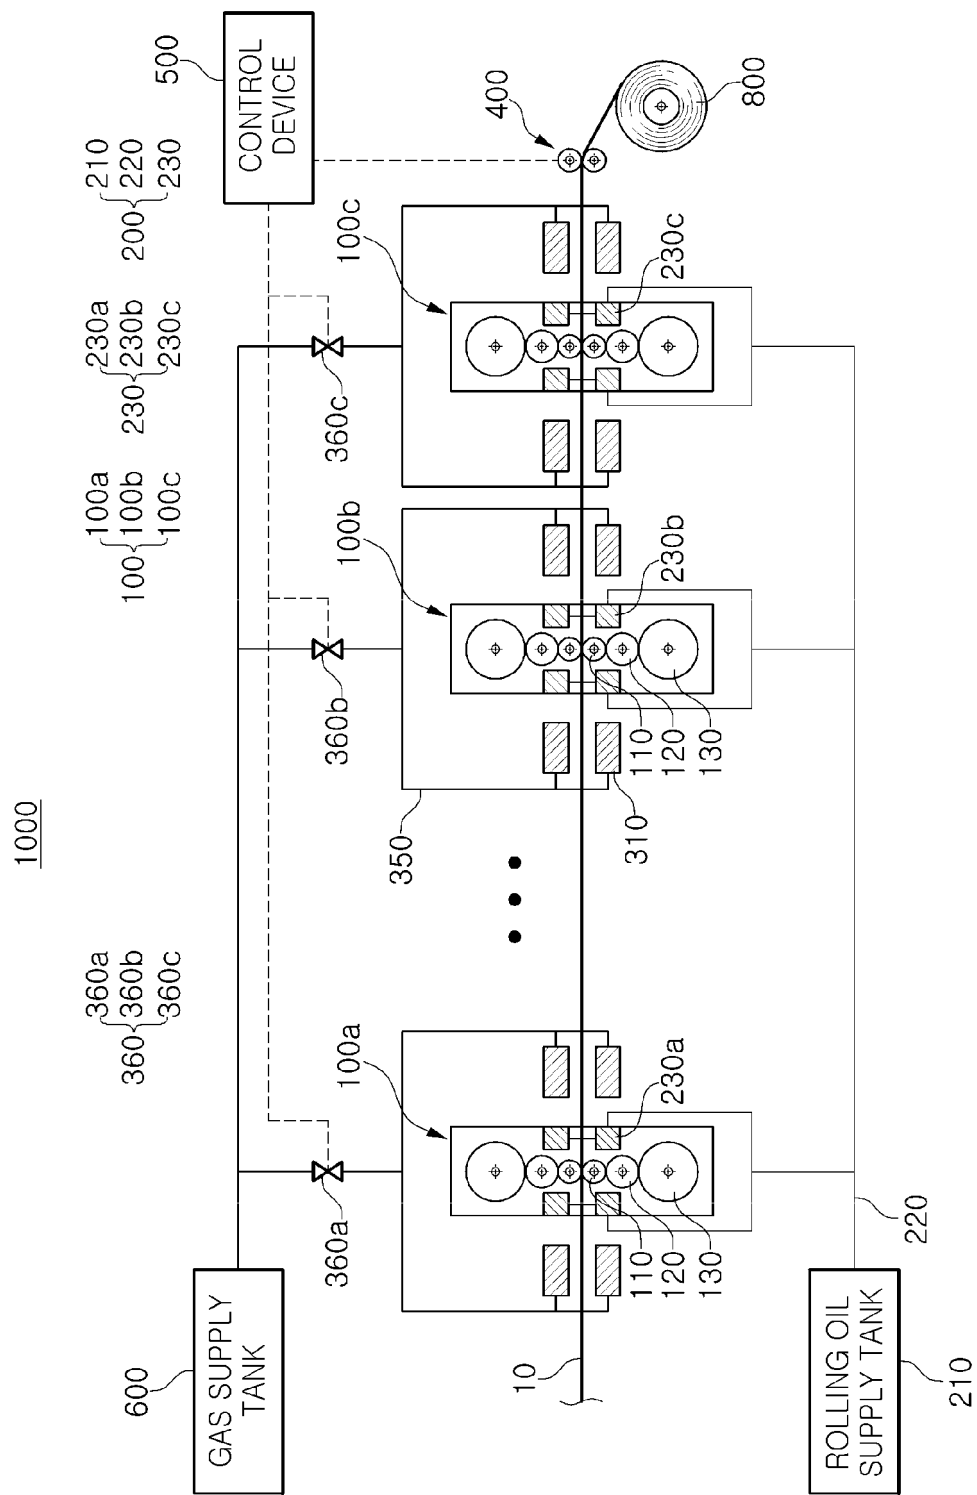 1000
360 { 360a
360b
360c
100 { 100a
100b
100c
230 { 230a
230b
230c
200 { 210
220
230
500
CONTROL
DEVICE
600
GAS SUPPLY
TANK
360a
360b
360c
350
100a
100b
100c
400
800
10
110
120
130
230a
310
110
120
130
230b
230c
220
ROLLING OIL
SUPPLY TANK
210